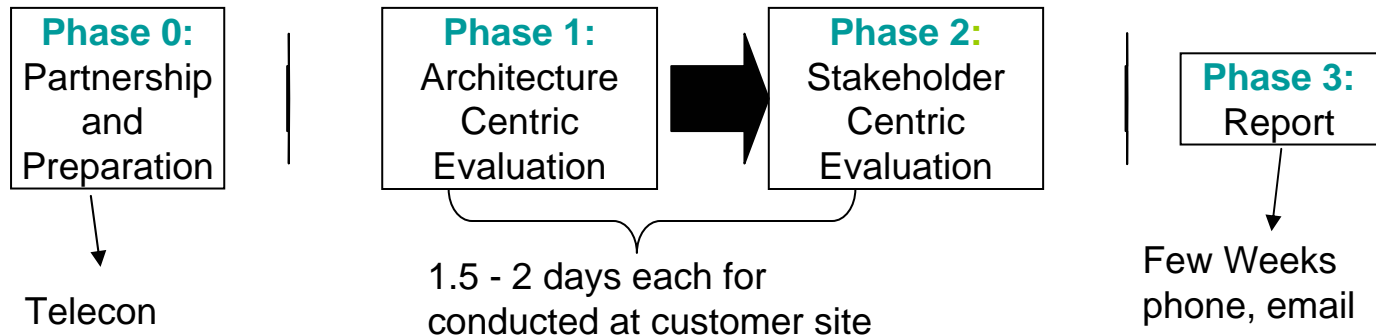 Phase 0:
Partnership
and
Preparation
Phase 1:
Architecture
Centric
Evaluation
Phase 2:
Stakeholder
Centric
Evaluation
Phase 3:
Report
Telecon
1.5 - 2 days each for
conducted at customer site
Few Weeks
phone, email